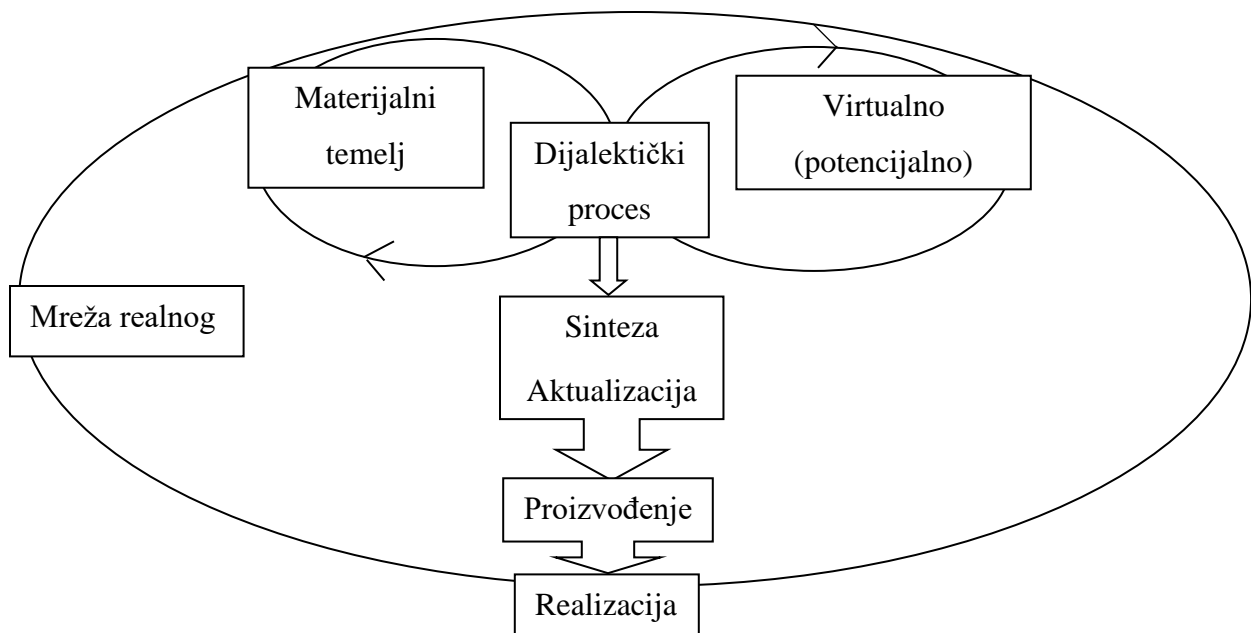 Materijalni
temelj
Dijalektički
proces
Virtualno
(potencijalno)
Mreža realnog
Sinteza
Aktualizacija
Proizvođenje
Realizacija